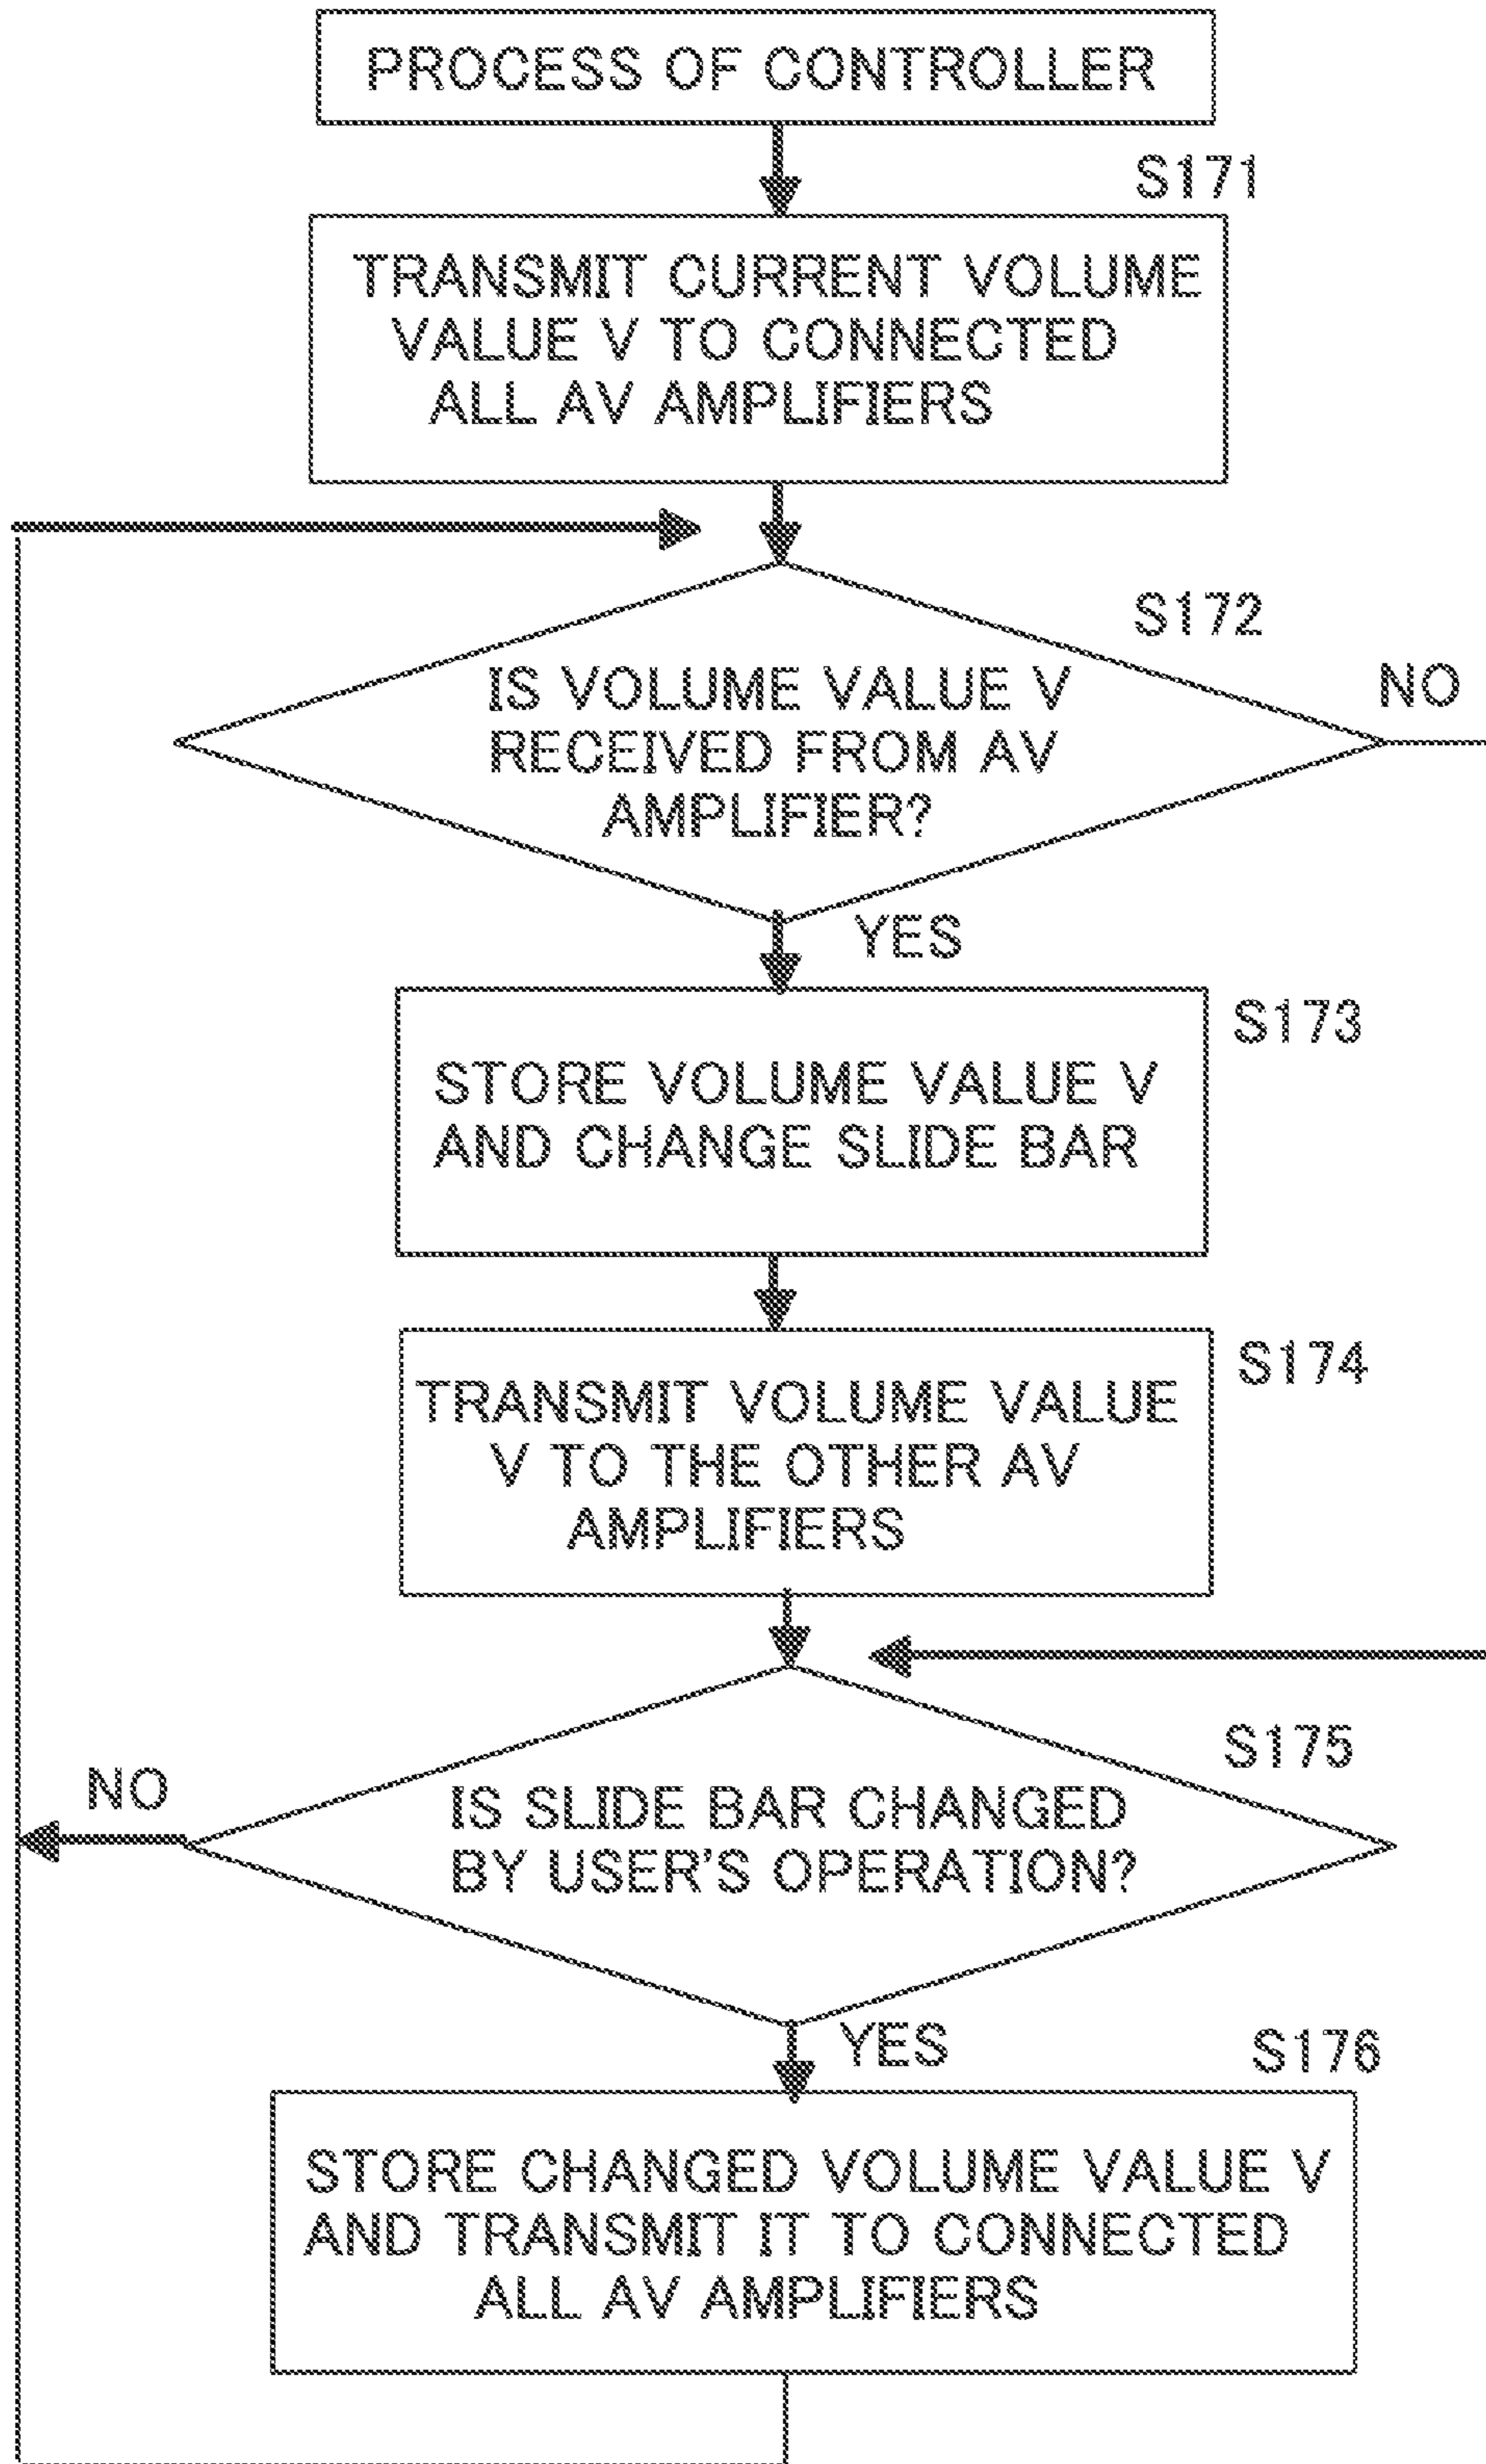 PROCESS OF CONTROLLER
S171
TRANSMIT CURRENT VOLUME
VALUE V TO CONNECTED
ALL AV AMPLIFIERS
S172
IS VOLUME VALUE V
RECEIVED FROM AV
AMPLIFIER?
NO
YES
S173
STORE VOLUME VALUE V
AND CHANGE SLIDE BAR
S174
TRANSMIT VOLUME VALUE
V TO THE OTHER AV
AMPLIFIERS
S175
IS SLIDE BAR CHANGED
BY USER'S OPERATION?
NO
YES
S176
STORE CHANGED VOLUME VALUE V
AND TRANSMIT IT TO CONNECTED
ALL AV AMPLIFIERS